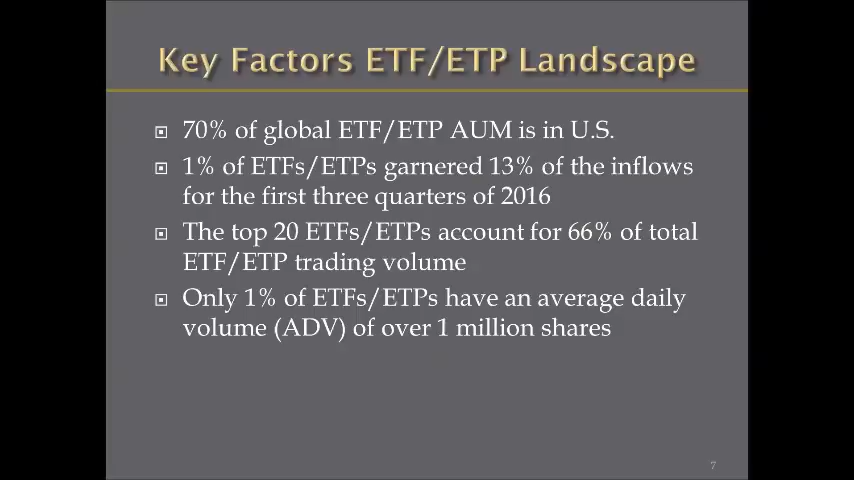 Key Factors ETF/ETP Landscape
70% of global ETF/ETP AUM is in U.S.
1% of ETFs/ETPs garnered 13% of the inflows
for the first three quarters of 2016
The top 20 ETFs/ETPs account for 66% of total
ETF/ETP trading volume
Only 1% of ETFs/ETPs have an average daily
volume (ADV) of over 1 million shares
7